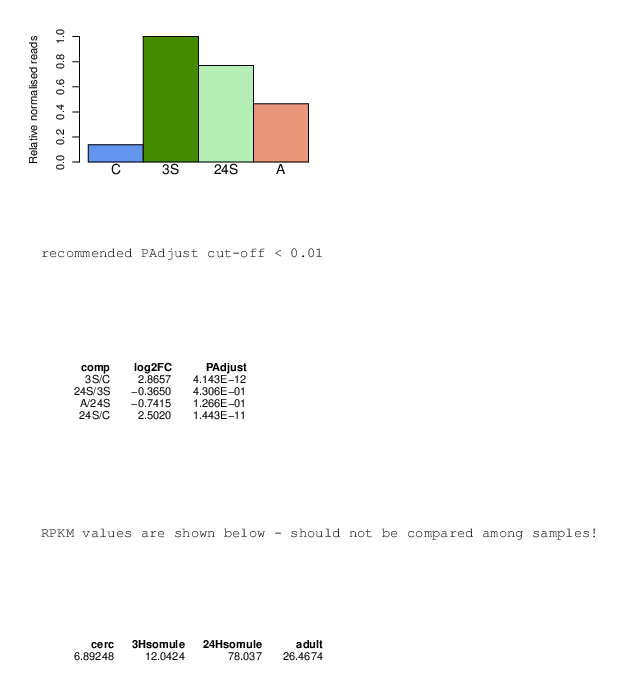 Relative normalised reads
1.0
0.8
0.6
0.4
0.2
0.0
C 3S 24S A
recommended PAdjust cut-off < 0.01
comp log2FC PAdjust
3S/C 2.8657 4.143E−12
24S/3S −0.3650 4.306E−01
A/24S −0.7415 1.266E−01
24S/C 2.5020 1.443E−11
RPKM values are shown below - should not be compared among samples!
cerc 3Hsomule 24Hsomule adult
6.89248 12.0424 78.037 26.4674